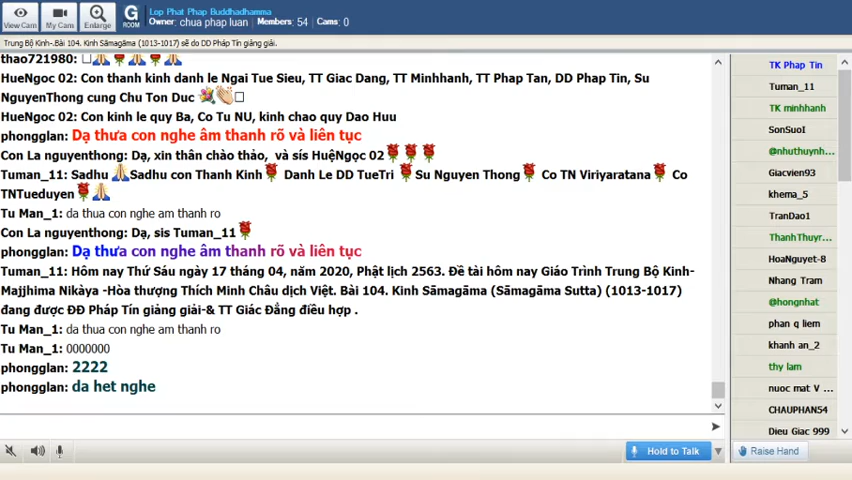 View Cam
My Cam
Enlarge
G
ROOM
Lop Phat Phap Buddhadhamma
Owner: chua phap luan   Members: 54   Cams: 0
Trung Bộ Kinh-.Bài 104. Kinh Sāmagāma (1013-1017) sẽ do DD Pháp Tín giảng giải.
thao721980:
HueNgoc 02: Con thanh kinh danh le Ngai Tue Sieu, TT Giac Dang, TT Minhhanh, TT Phap Tan, DD Phap Tin, Su
NguyenThong cung Chu Ton Duc
HueNgoc 02: Con kinh le quy Ba, Co Tu NU, kinh chao quy Dao Huu
phongglan: Dạ thưa con nghe âm thanh rõ và liên tục
Con La nguyenthong: Dạ, xin thân chào thảo,  và sís HuệNgọc 02
Tuman_11: Sadhu Sadhu con Thanh Kinh Danh Le DD TueTri Su Nguyen Thong Co TN Viriyaratana Co
TNTueduyen
Tu Man_1: da thua con nghe am thanh ro
Con La nguyenthong: Dạ, sis Tuman_11
phongglan: Dạ thưa con nghe âm thanh rõ và liên tục
Tuman_11: Hôm nay Thứ Sáu ngày 17 tháng 04, năm 2020, Phật lịch 2563. Đề tài hôm nay Giáo Trình Trung Bộ Kinh-
Majjhima Nikàya -Hòa thượng Thích Minh Châu dịch Việt. Bài 104. Kinh Sāmagāma (Sāmagāma Sutta) (1013-1017)
đang được ĐĐ Pháp Tín giảng giải-& TT Giác Đẳng điều hợp .
Tu Man_1: da thua con nghe am thanh ro
Tu Man_1: 0000000
phongglan: 2222
phongglan: da het nghe
Hold to Talk
TK Phap Tin
Tuman_11
TK minhhanh
SonSuoI
@nhuthuynh...
Giacvien93
khema_5
TranDao1
ThanhThuyr...
HoaNguyet-8
Nhang Tram
@hongnhat
phan q liem
khanh an_2
thy lam
nuoc mat V ...
CHAUPHAN54
Dieu Giac 999
Raise Hand